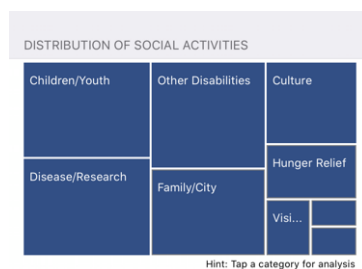 DISTRIBUTION OF SOCIAL ACTIVITIES
Children/Youth
Other Disabilities
Culture
Disease/Research
Family/City
Hunger Relief
Visi...
Hint: Tap a category for analysis